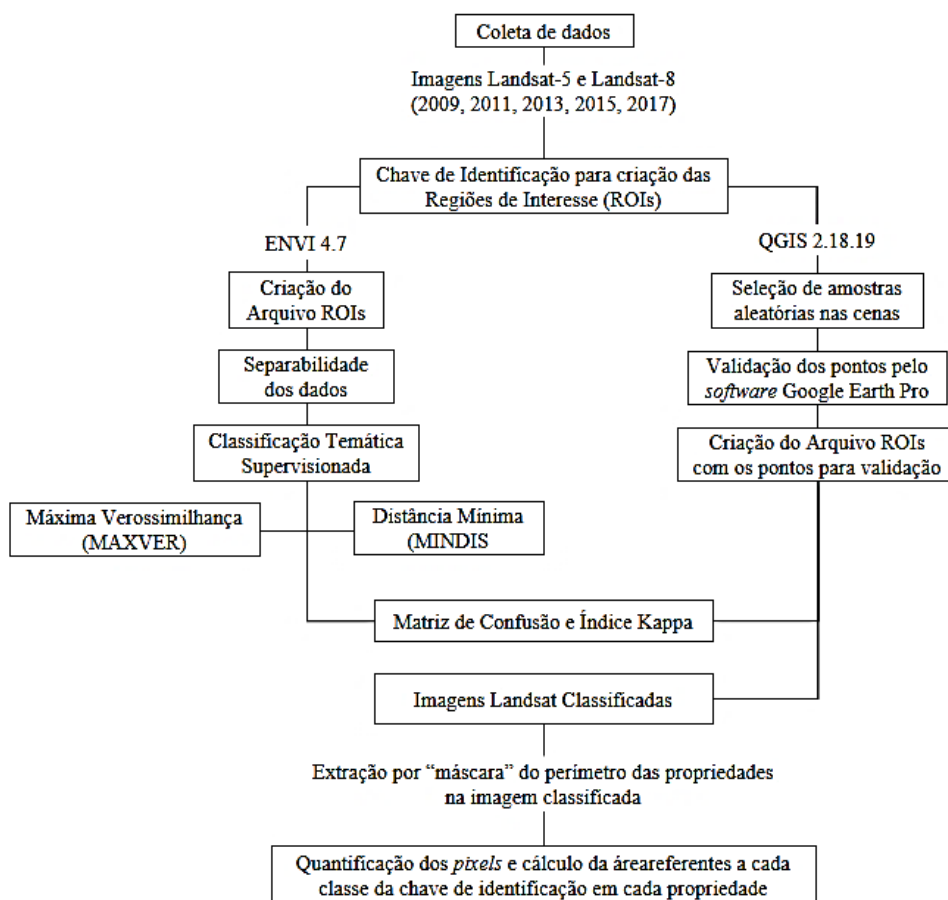 Coleta de dados
Imagens Landsat-5 e Landsat-8
(2009, 2011, 2013, 2015, 2017)
Chave de Identificação para criação das
Regiões de Interesse (ROIs)
ENVI 4.7
Criação do
Arquivo ROIs
Separabilidade
dos dados
Classificação Temática
Supervisionada
Máxima Verossimilhança
(MAXVER)
Distância Mínima
(MINDIS
QGIS 2.18.19
Seleção de amostras
aleatórias nas cenas
Validação dos pontos pelo
software Google Earth Pro
Criação do Arquivo ROIs
com os pontos para validação
Matriz de Confusão e Índice Kappa
Imagens Landsat Classificadas
Extração por “máscara” do perímetro das propriedades
na imagem classificada
Quantificação dos pixels e cálculo da áreareferentes a cada
classe da chave de identificação em cada propriedade